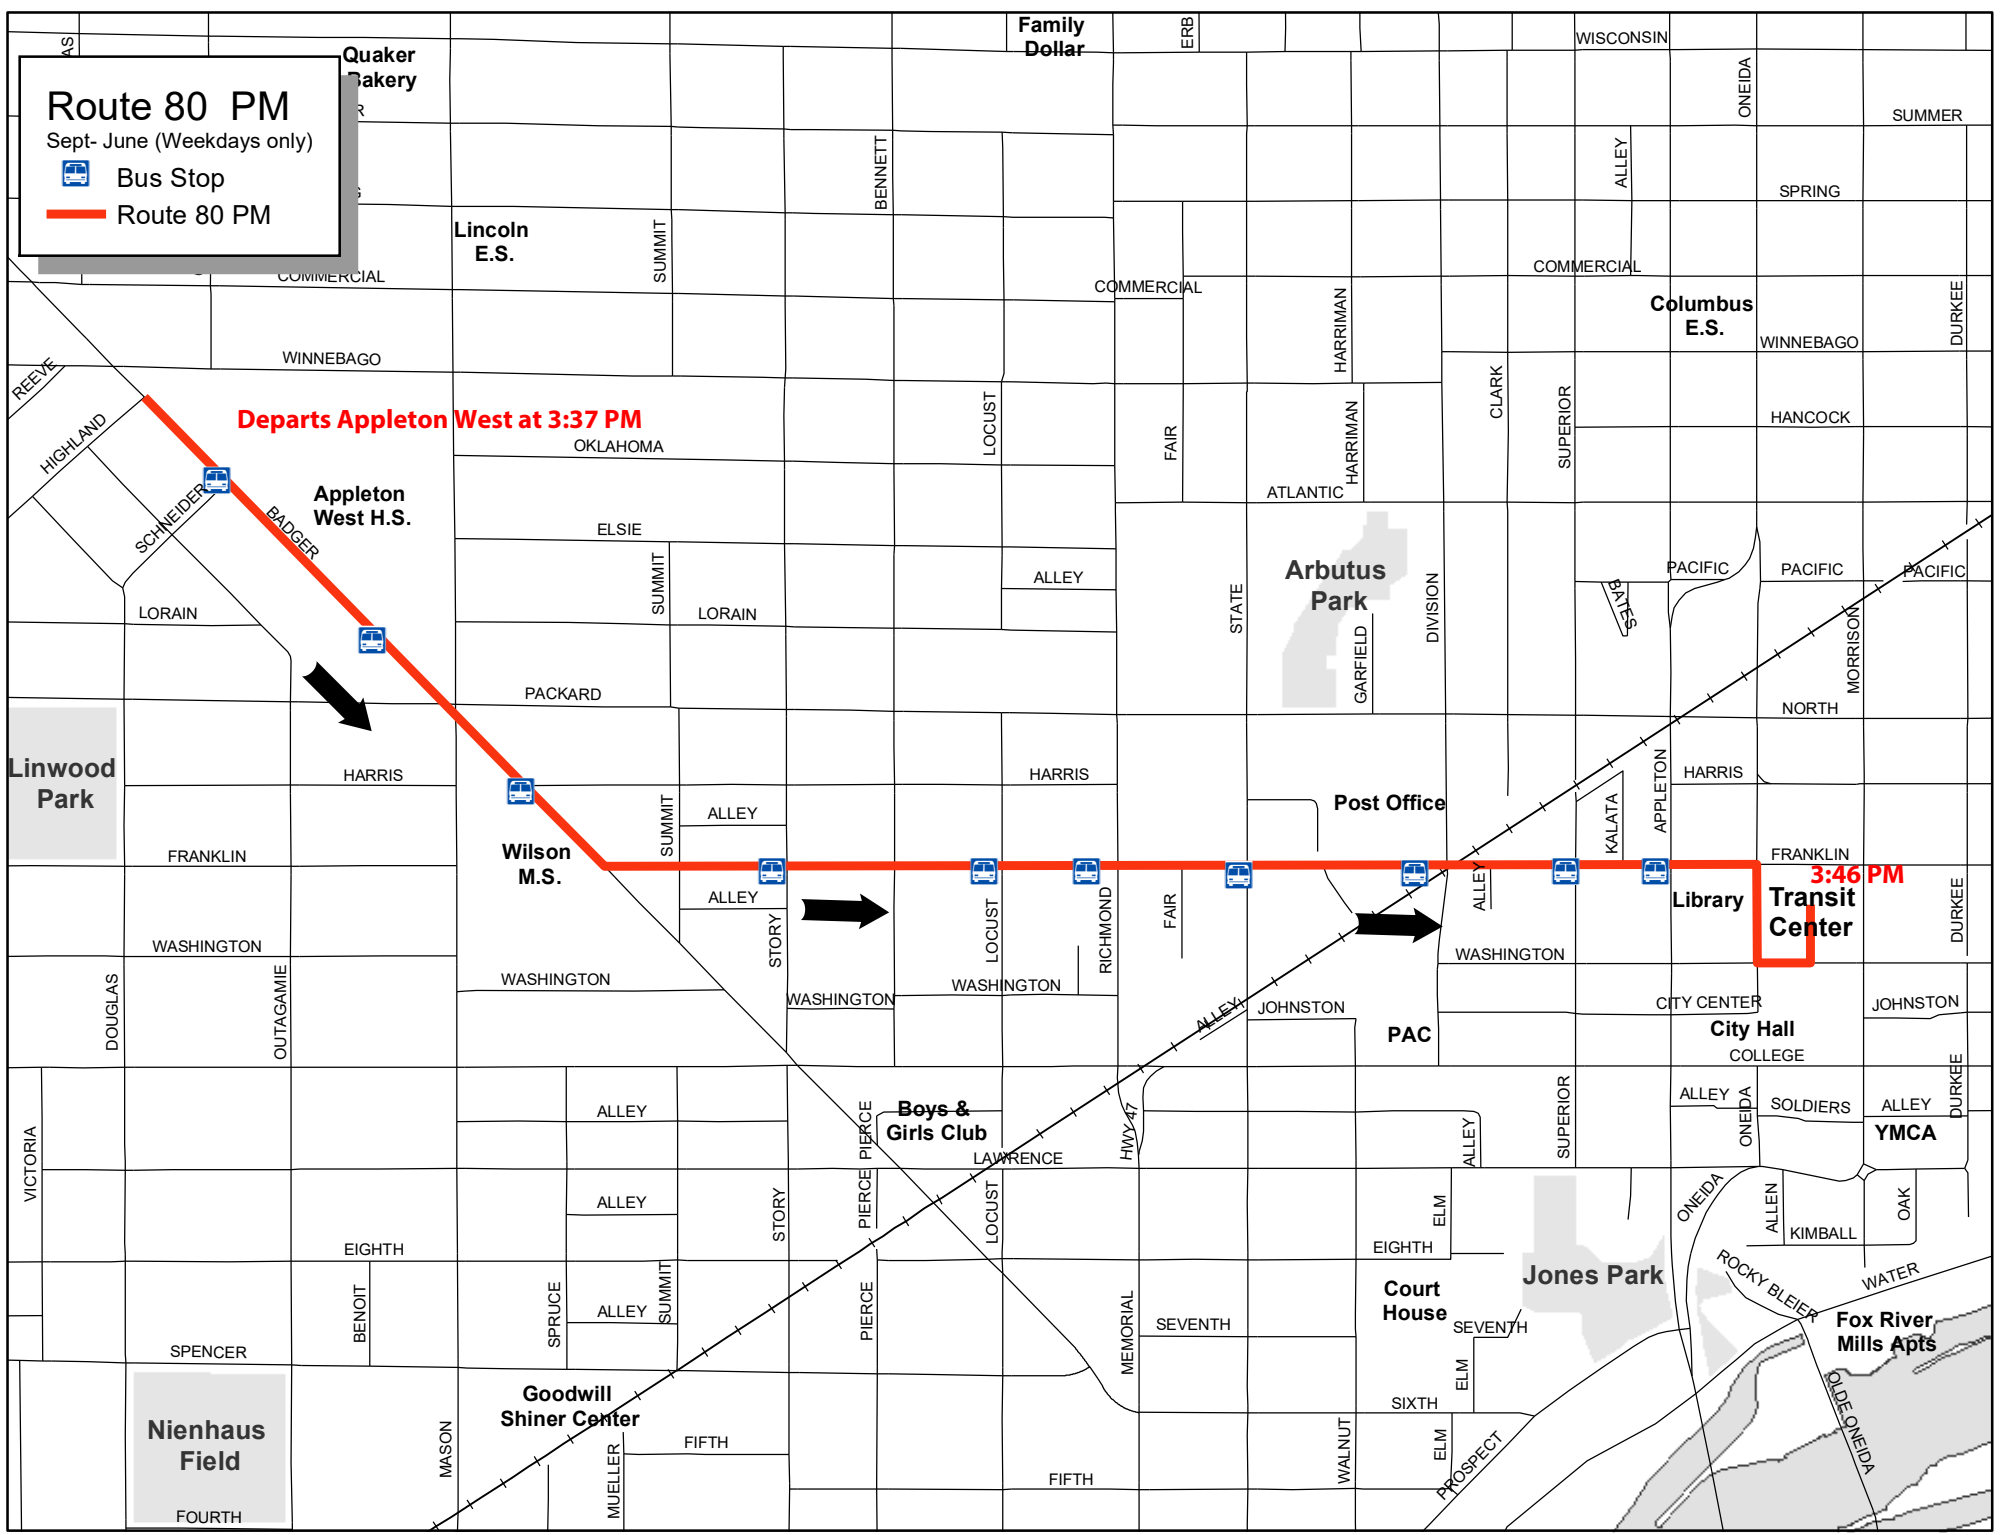 Family
Dollar
ERB
WISCONSIN
AS
Quaker
Bakery
ONEIDA
Route 80 PM
Sept- June (Weekdays only)
Bus Stop
Route 80 PM
R
SUMMER
BENNETT
ALLEY
SPRING
Lincoln
E.S.
SUMMIT
COMMERCIAL
COMMERCIAL
COMMERCIAL
HARRIMAN
Columbus
E.S.
DURKEE
WINNEBAGO
WINNEBAGO
REEVE
HIGHLAND
Departs Appleton West at 3:37 PM
OKLAHOMA
LOCUST
FAIR
HARRIMAN
CLARK
SUPERIOR
HANCOCK
ATLANTIC
SCHNEIDER
BADGER
Appleton
West H.S.
ELSIE
SUMMIT
ALLEY
Arbutus
Park
STATE
DIVISION
GARFIELD
PACIFIC
PACIFIC
PACIFIC
BATES
LORAIN
LORAIN
MORRISON
PACKARD
NORTH
Linwood
Park
HARRIS
HARRIS
HARRIS
SUMMIT
ALLEY
Post Office
KALATA
APPLETON
FRANKLIN
Wilson
M.S.
FRANKLIN
3:46 PM
Transit
Center
Library
ALLEY
ALLEY
STORY
LOCUST
RICHMOND
FAIR
DURKEE
WASHINGTON
WASHINGTON
WASHINGTON
WASHINGTON
WASHINGTON
DOUGLAS
OUTAGAMIE
ALLEY
JOHNSTON
PAC
CITY CENTER
JOHNSTON
City Hall
COLLEGE
VICTORIA
ALLEY
PIERCE
Boys &
Girls Club
HWY 47
LAWRENCE
ALLEY
SUPERIOR
ALLEY
ONEIDA
SOLDIERS
ALLEY
DURKEE
YMCA
ALLEY
STORY
PIERCE
LOCUST
ELM
ONEIDA
ALLEN
OAK
KIMBALL
EIGHTH
EIGHTH
Jones Park
ROCKY BLEIER
WATER
BENOIT
SPRUCE
ALLEY
SUMMIT
PIERCE
MEMORIAL
SEVENTH
Court
House
SEVENTH
Fox River
Mills Apts
SPENCER
ELM
OLDE ONEIDA
Goodwill
Shiner Center
SIXTH
Nienhaus
Field
MASON
MUELLER
FIFTH
FIFTH
WALNUT
ELM
PROSPECT
FOURTH